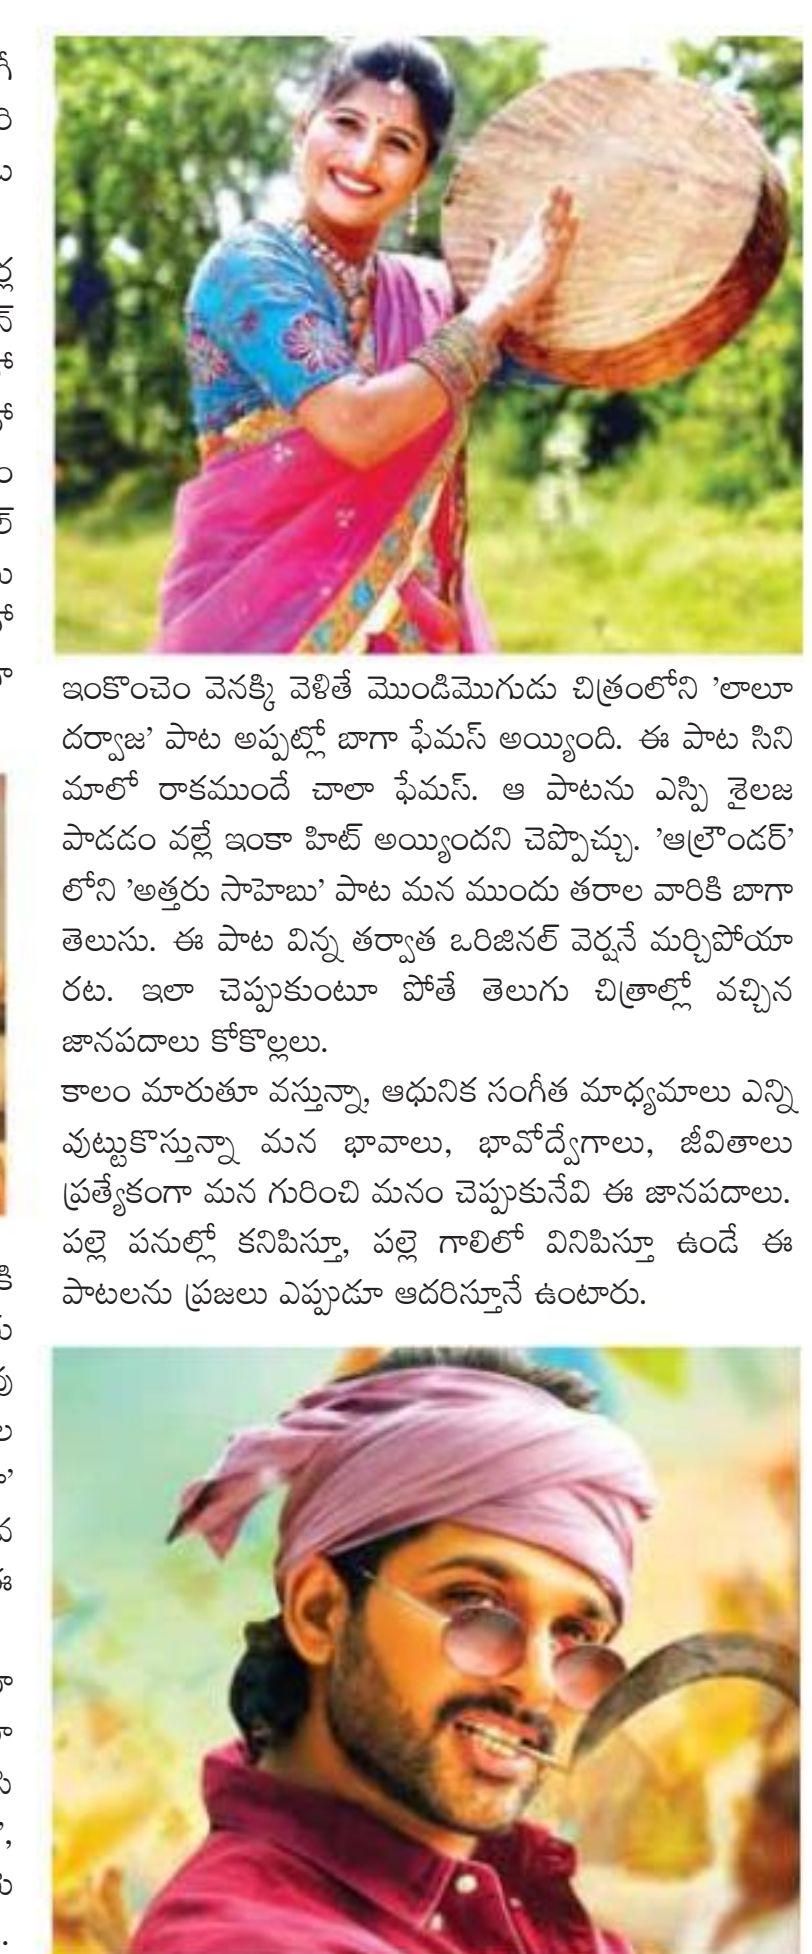 ఇంకొంచెం వెనక్కి వెళితే మొండిమొగుడు చిత్రంలోని ’లాలూ
దర్వాజ’ పాట అప్పట్లో బాగా ఫేమస్ అయ్యింది. ఈ పాట సిని
మాలో రాకముందే చాలా ఫేమస్. ఆ పాటను ఎస్పి శైలజ
పాడడం వల్లే ఇంకా హిట్ అయ్యిందని చెప్పొచ్చు. ’ఆల్రౌండర్’
లోని ’అత్తరు సాహెబు’ పాట మన ముందు తరాల వారికి బాగా
తెలుసు. ఈ పాట విన్న తర్వాత ఒరిజినల్ వెర్షనే మర్చిపోయా
రట. ఇలా చెప్పుకుంటూ పోతే తెలుగు చిత్రాల్లో వచ్చిన
జానపదాలు కోకొల్లలు.
కాలం మారుతూ వస్తున్నా, ఆధునిక సంగీత మాధ్యమాలు ఎన్ని
వుట్టుకొస్తున్నా మన భావాలు, భావోద్వేగాలు, జీవితాలు
ప్రత్యేకంగా మన గురించి మనం చెప్పుకునేవి ఈ జానపదాలు.
పల్లె పనుల్లో కనిపిస్తూ, పల్లె గాలిలో వినిపిస్తూ ఉండే ఈ
పాటలను ప్రజలు ఎప్పుడూ ఆదరిస్తూనే ఉంటారు.